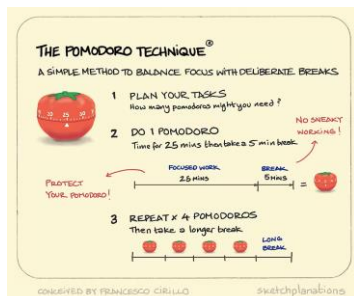 THE POMODORO TECHNIQUE®
A SIMPLE METHOD TO BALANCE FOCUS WITH DELIBERATE BREAKS
1 PLAN YOUR TASKS
How many pomodoros might you need?
2 DO 1 POMODORO
Time for 25 mins then take a 5 min break
NO SNEAKY
WORKING!
FOCUSED WORK
25 MINS
BREAK
5 MINS
=
PROTECT
YOUR POMODORO!
3 REPEAT x 4 POMODOROS
Then take a longer break
LONG
BREAK
CONCEIVED BY FRANCESCO CIRILLO
sketchplanations